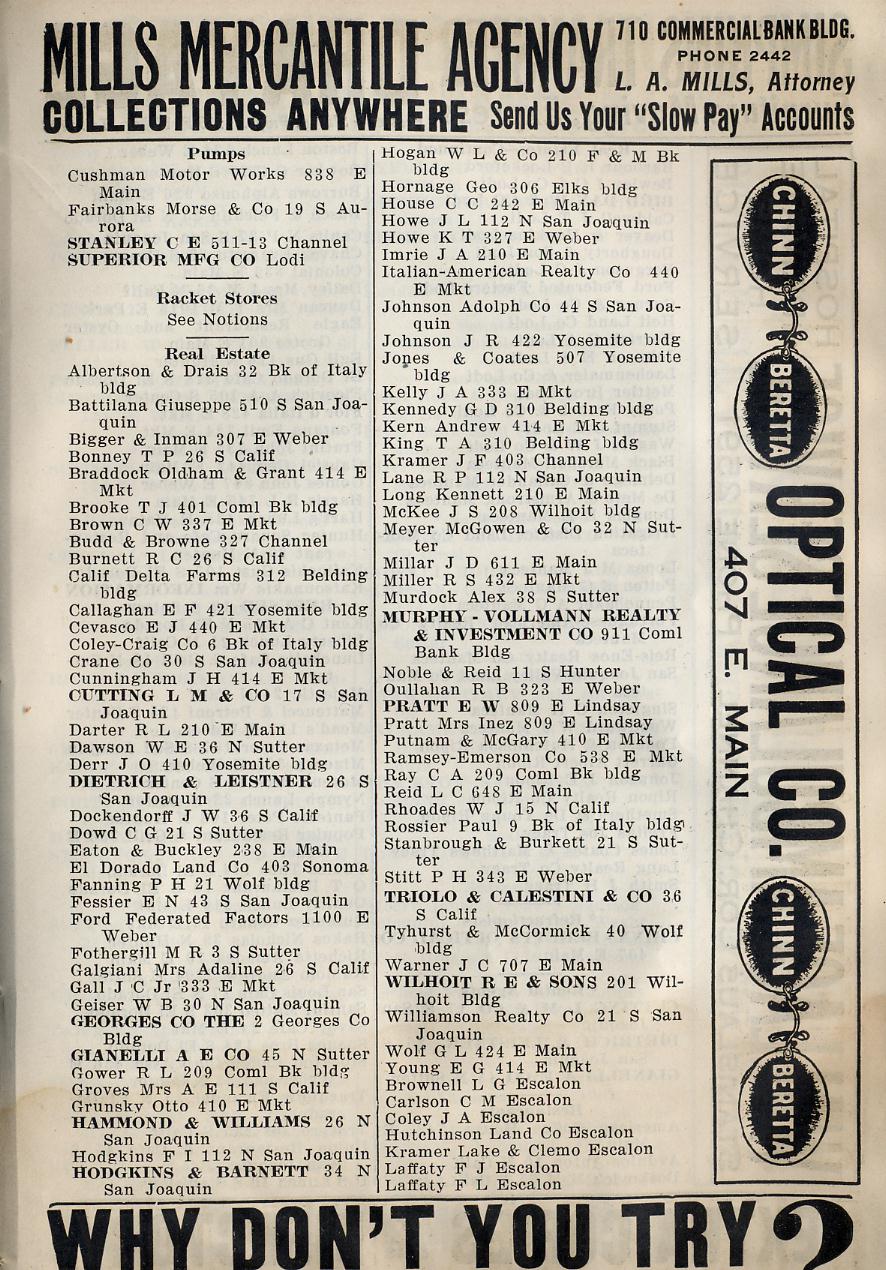 MILLS MERCANTILE AGENCY
710 COMMERCIAL BANK BLDG.
PHONE 2442
L. A. MILLS, Attorney
COLLECTIONS ANYWHERE Send Us Your "Slow Pay" Accounts
Pumps
Cushman Motor Works 838 E
Main
Fairbanks Morse & Co 19 S Au-
rora
STANLEY C E 511-13 Channel
SUPERIOR MFG CO Lodi
Racket Stores
See Notions
Real Estate
Albertson & Drais 32 Bk of Italy
bldg
Battilana Giuseppe 510 S San Joa-
quin
Bigger & Inman 307 E Weber
Bonney T P 26 S Calif
Braddock Oldham & Grant 414 E
Mkt
Brooke T J 401 Coml Bk bldg
Brown C W 337 E Mkt
Budd & Browne 327 Channel
Burnett R C 26 S Calif
Calif Delta Farms 312 Belding
bldg
Callaghan E F 421 Yosemite bldg
Cevasco E J 440 E Mkt
Coley-Craig Co 6 Bk of Italy bldg
Crane Co 30 S San Joaquin
Cunningham J H 414 E Mkt
CUTTING L M & CO 17 S San
Joaquin
Darter R L 210 E Main
Dawson W E 36 N Sutter
Derr J O 410 Yosemite bldg
DIETRICH & LEISTNER 26 S
San Joaquin
Dockendorff J W 36 S Calif
Dowd C G 21 S Sutter
Eaton & Buckley 238 E Main
El Dorado Land Co 403 Sonoma
Fanning P H 21 Wolf bldg
Fessier E N 43 S San Joaquin
Ford Federated Factors 1100 E
Weber
Fothergill M R 3 S Sutter
Galgiani Mrs Adaline 26 S Calif
Gall J C Jr 333 E Mkt
Geiser W B 30 N San Joaquin
GEORGES CO THE 2 Georges Co
Bldg
GIANELLI A E CO 45 N Sutter
Gower R L 209 Coml Bk bldg
Groves Mrs A E 111 S Calif
Grunsky Otto 410 E Mkt
HAMMOND & WILLIAMS 26 N
San Joaquin
Hodgkins F I 112 N San Joaquin
HODGKINS & BARNETT 34 N
San Joaquin
Hogan W L & Co 210 F & M Bk
bldg
Hornage Geo 306 Elks bldg
House C C 242 E Main
Howe J L 112 N San Joaquin
Howe K T 327 E Weber
Imrie J A 210 E Main
Italian-American Realty Co 440
E Mkt
Johnson Adolph Co 44 S San Joa-
quin
Johnson J R 422 Yosemite bldg
Jones & Coates 507 Yosemite
bldg
Kelly J A 333 E Mkt
Kennedy G D 310 Belding bldg
Kern Andrew 414 E Mkt
King T A 310 Belding bldg
Kramer J F 403 Channel
Lane R P 112 N San Joaquin
Long Kennett 210 E Main
McKee J S 208 Wilhoit bldg
Meyer McGowen & Co 32 N Sut-
ter
Millar J D 611 E Main
Miller R S 432 E Mkt
Murdock Alex 38 S Sutter
MURPHY - VOLLMANN REALTY
& INVESTMENT CO 911 Coml
Bank Bldg
Noble & Reid 11 S Hunter
Oullahan R B 323 E Weber
PRATT E W 809 E Lindsay
Pratt Mrs Inez 809 E Lindsay
Putnam & McGary 410 E Mkt
Ramsey-Emerson Co 538 E Mkt
Ray C A 209 Coml Bk bldg
Reid L C 648 E Main
Rhoades W J 15 N Calif
Rossier Paul 9 Bk of Italy bldg
Stanbrough & Burkett 21 S Sut-
ter
Stitt P H 343 E Weber
TRIOLO & CALESTINI & CO 36
S Calif
Tyhurst & McCormick 40 Wolf
bldg
Warner J C 707 E Main
WILHOIT R E & SONS 201 Wil-
hoit Bldg
Williamson Realty Co 21 S San
Joaquin
Wolf G L 424 E Main
Young E G 414 E Mkt
Brownell L G Escalon
Carlson C M Escalon
Coley J A Escalon
Hutchinson Land Co Escalon
Kramer Lake & Clemo Escalon
Laffaty F J Escalon
Laffaty F L Escalon
CHINN BERETTA OPTICAL CO. CHINN BERETTA
407 E. MAIN
WHY DON'T YOU TRY?